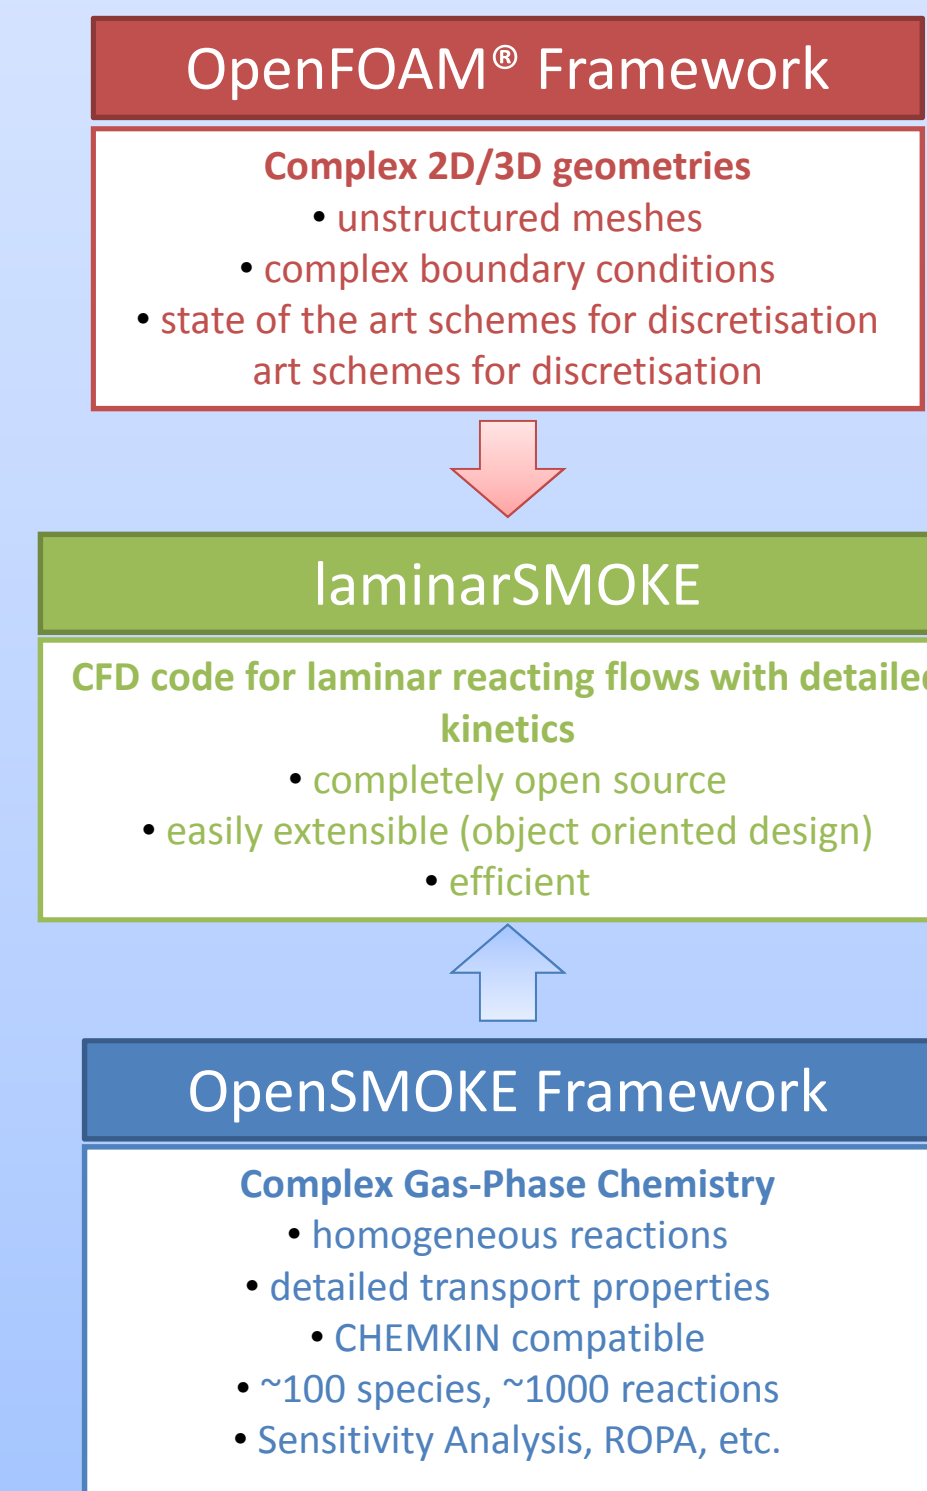 OpenFOAM® Framework
Complex 2D/3D geometries
• unstructured meshes
• complex boundary conditions
• state of the art schemes for discretisation
art schemes for discretisation
laminarSMOKE
CFD code for laminar reacting flows with detailed
kinetics
• completely open source
• easily extensible (object oriented design)
• efficient
OpenSMOKE Framework
Complex Gas-Phase Chemistry
• homogeneous reactions
• detailed transport properties
• CHEMKIN compatible
• ~100 species, ~1000 reactions
• Sensitivity Analysis, ROPA, etc.